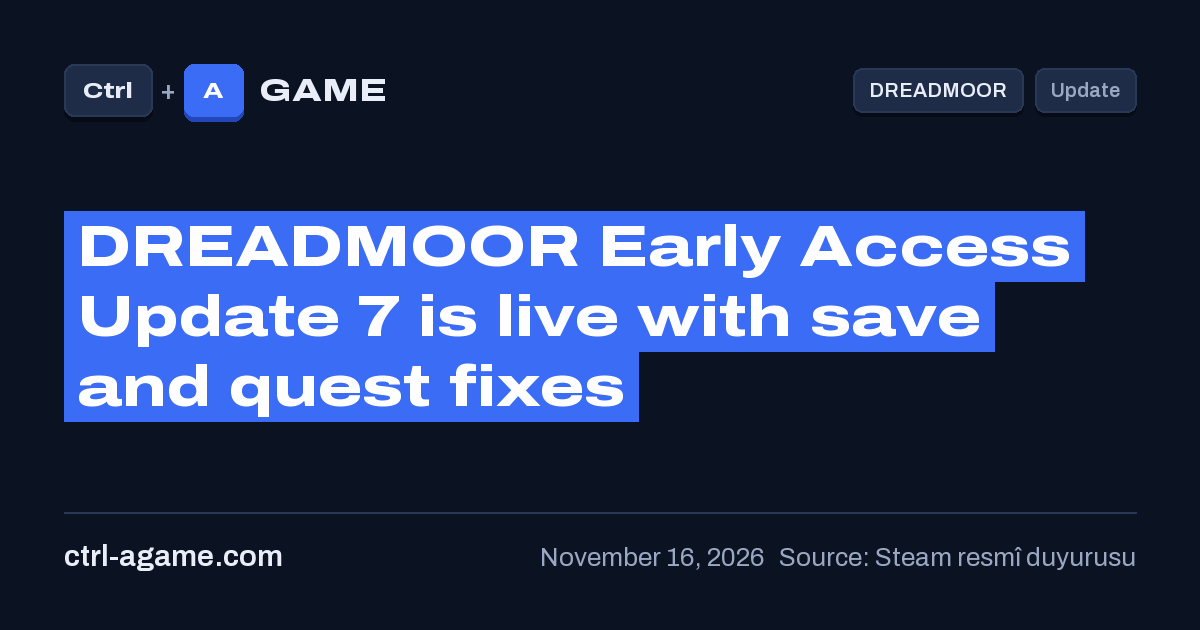 Ctrl + A GAME
DREADMOOR Update
DREADMOOR Early Access
Update 7 is live with save
and quest fixes
ctrl-agame.com
November 16, 2026 Source: Steam resmî duyurusu